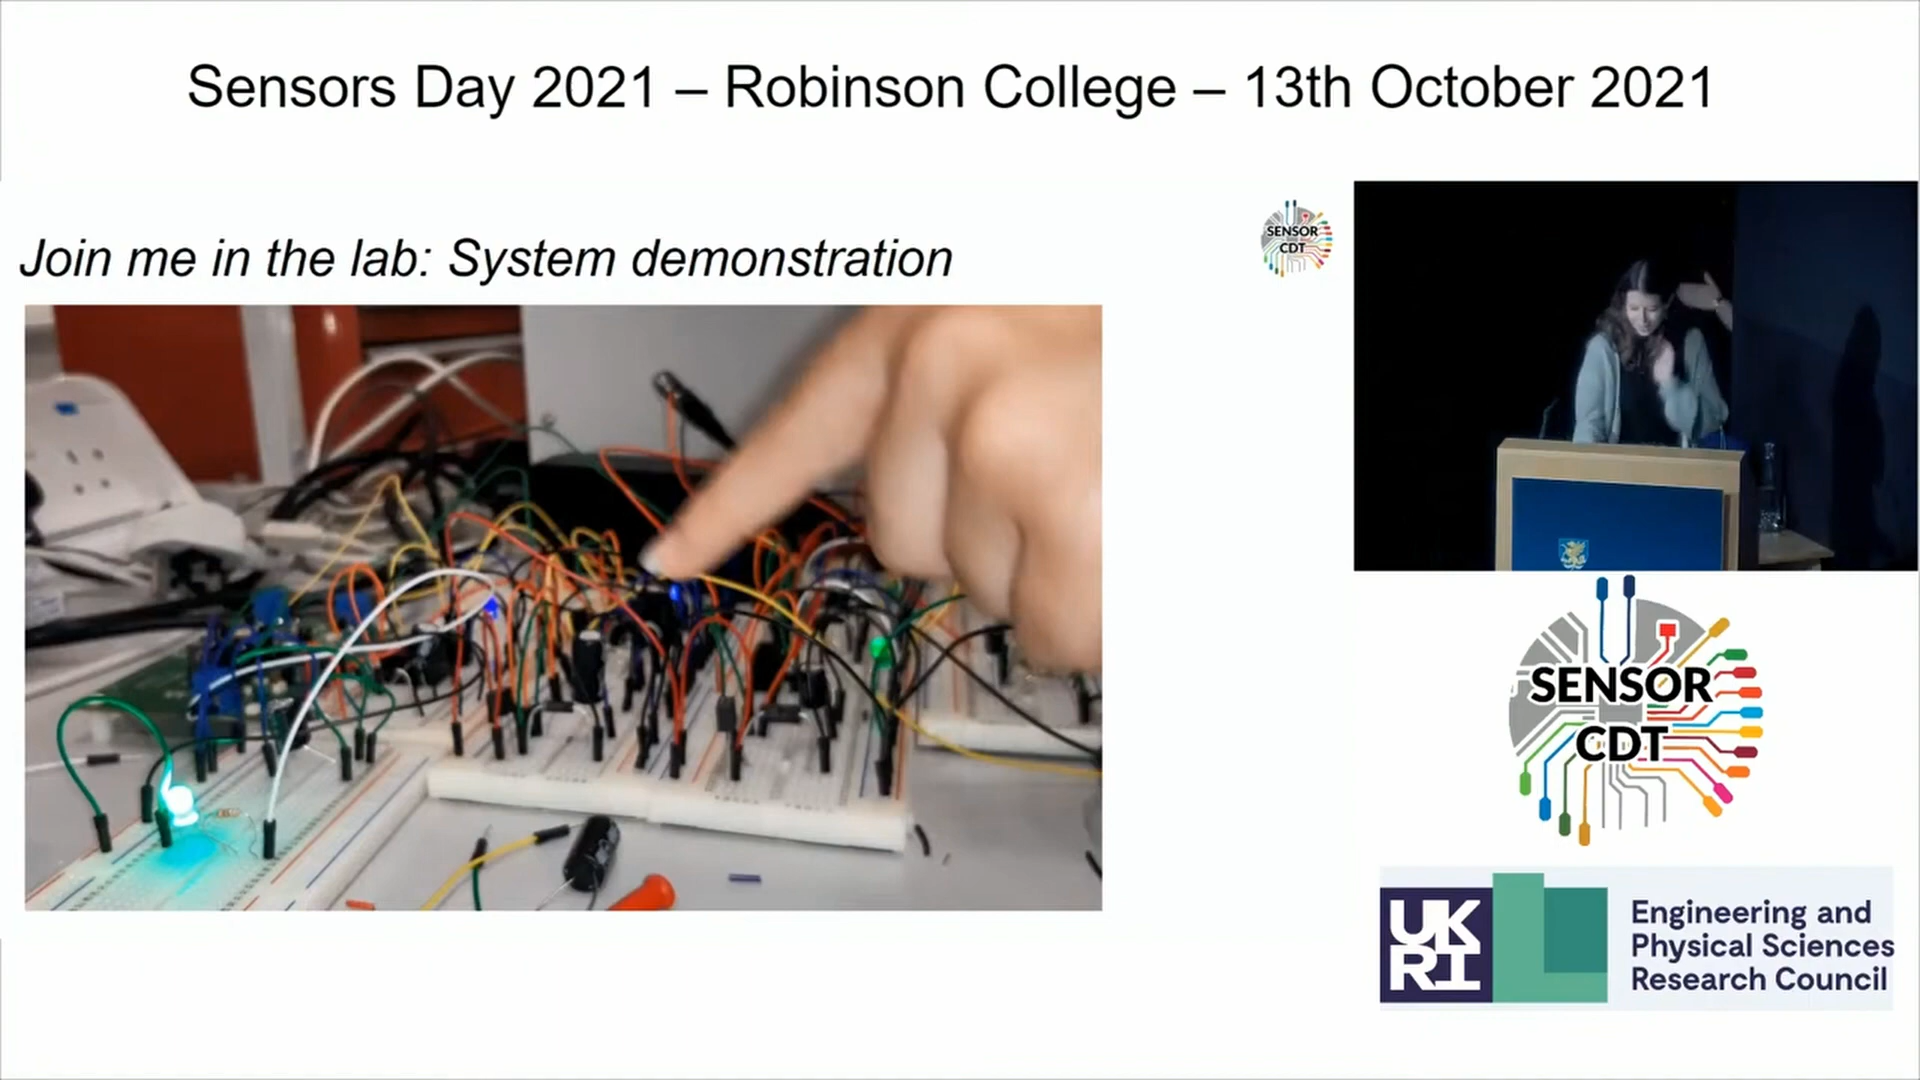 Sensors Day 2021 – Robinson College – 13th October 2021
Join me in the lab: System demonstration
SENSOR
CDT
SENSOR
CDT
UK
RI
Engineering and
Physical Sciences
Research Council